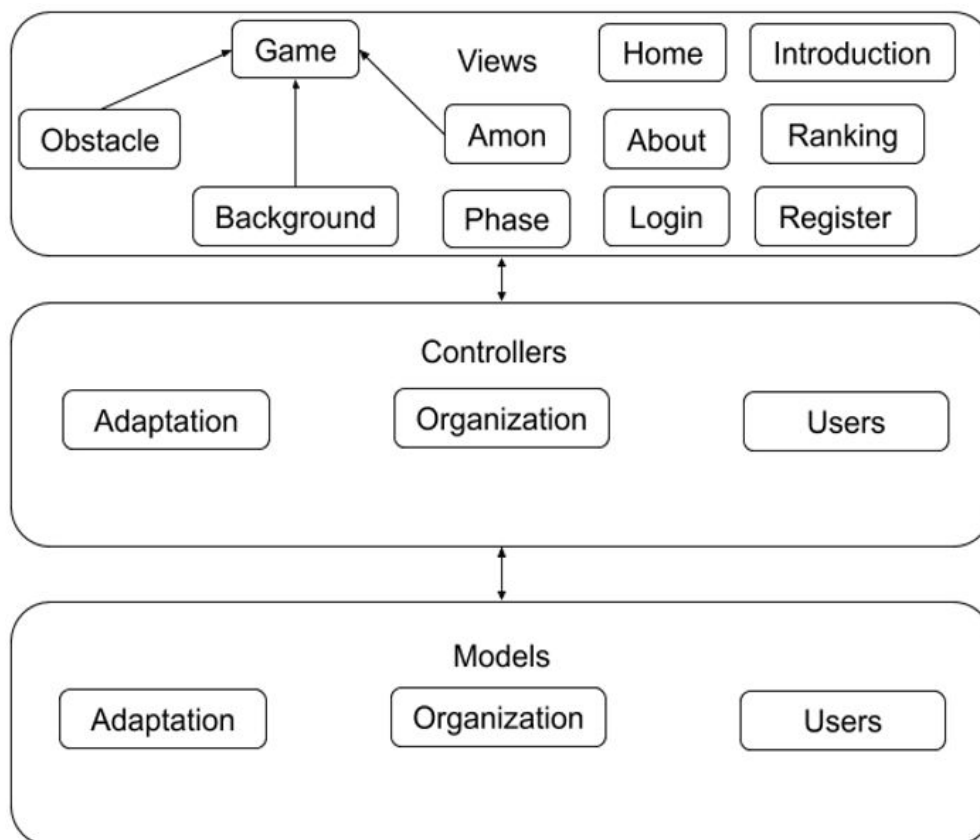 Game
Views
Home
Introduction
Obstacle
Amon
About
Ranking
Background
Phase
Login
Register
Controllers
Adaptation
Organization
Users
Models
Adaptation
Organization
Users